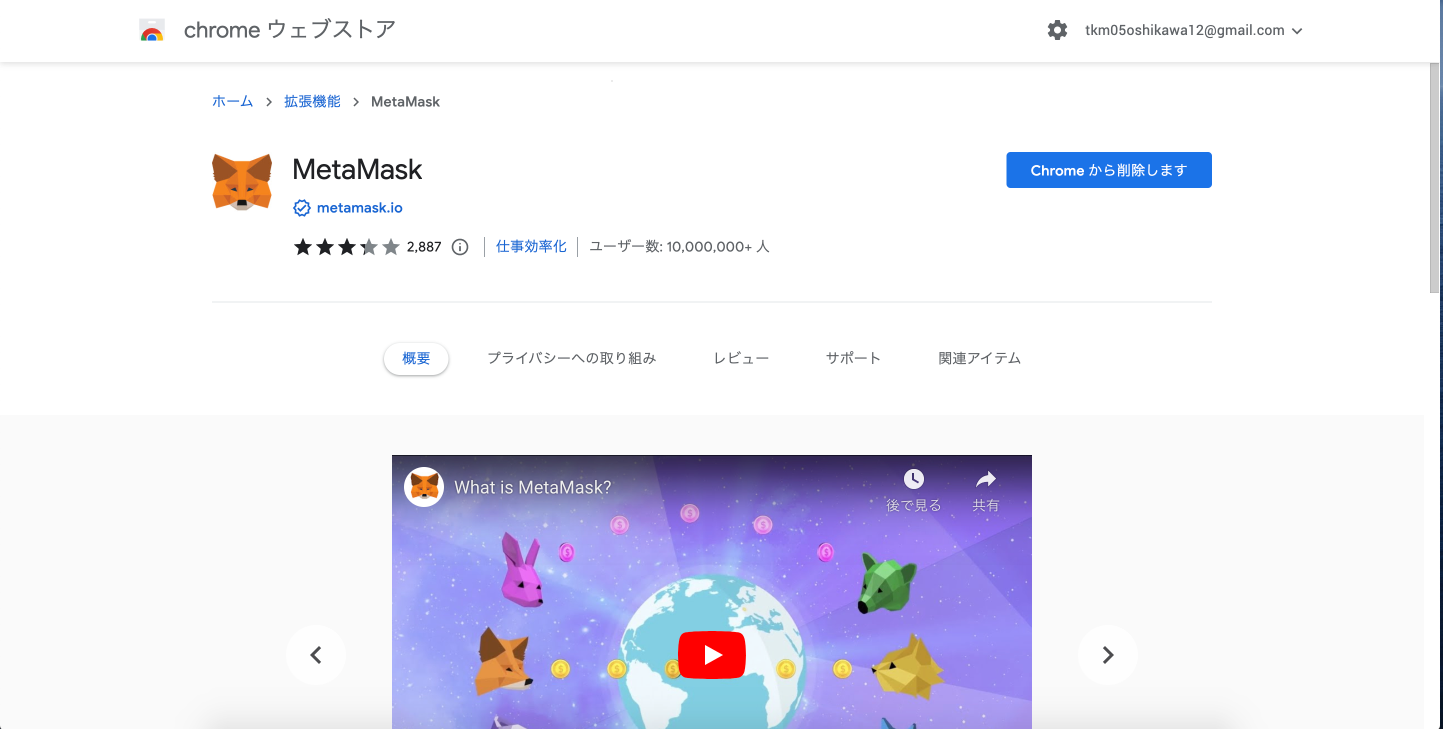 chrome ウェブストア
tkm05oshikawa12@gmail.com
ホーム > 拡張機能 > MetaMask
MetaMask
Chrome から削除します
metamask.io
2,887 仕事効率化 ユーザー数: 10,000,000+ 人
概要 プライバシーへの取り組み レビュー サポート 関連アイテム
What is MetaMask?
後で見る 共有